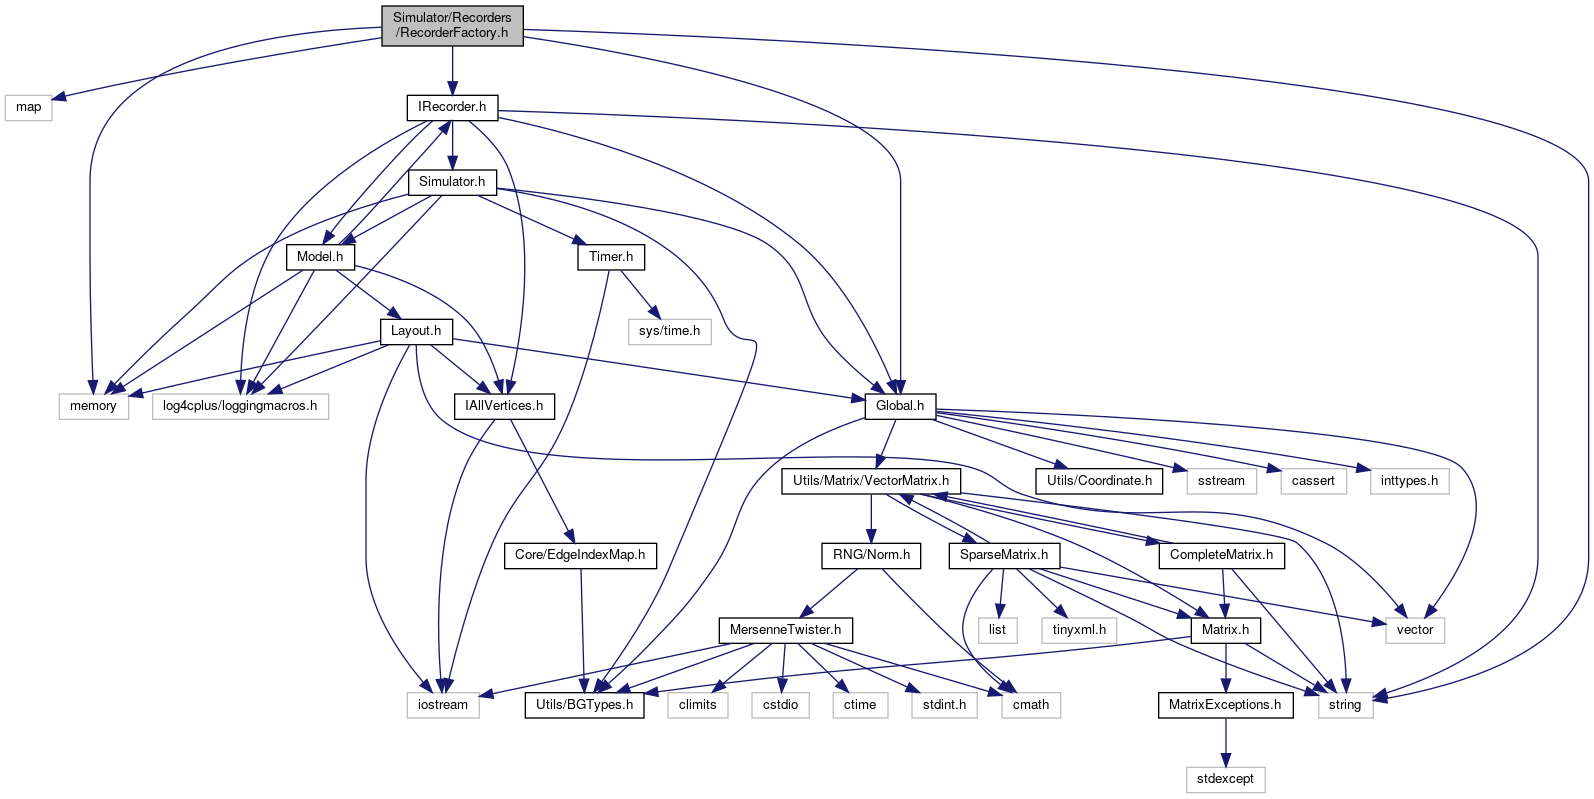 Simulator/Recorders
/RecorderFactory.h
map
IRecorder.h
Simulator.h
Model.h
Timer.h
Layout.h
sys/time.h
memory
log4cplus/loggingmacros.h
IAllVertices.h
Global.h
Utils/Matrix/VectorMatrix.h
Utils/Coordinate.h
sstream
cassert
inttypes.h
Core/EdgeIndexMap.h
RNG/Norm.h
SparseMatrix.h
CompleteMatrix.h
MersenneTwister.h
list
tinyxml.h
Matrix.h
vector
iostream
Utils/BGTypes.h
climits
cstdio
ctime
stdint.h
cmath
MatrixExceptions.h
string
stdexcept